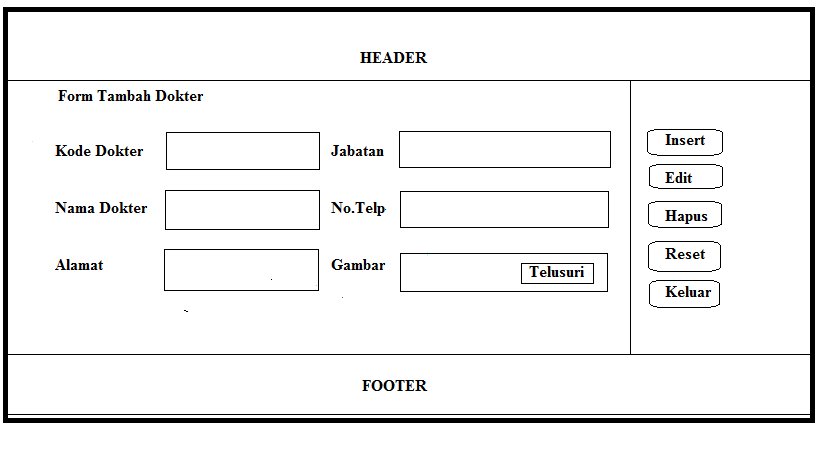 HEADER
Form Tambah Dokter
Kode Dokter
Jabatan
Insert
Edit
Nama Dokter
No.Telp
Hapus
Reset
Alamat
Gambar
Telusuri
Keluar
FOOTER